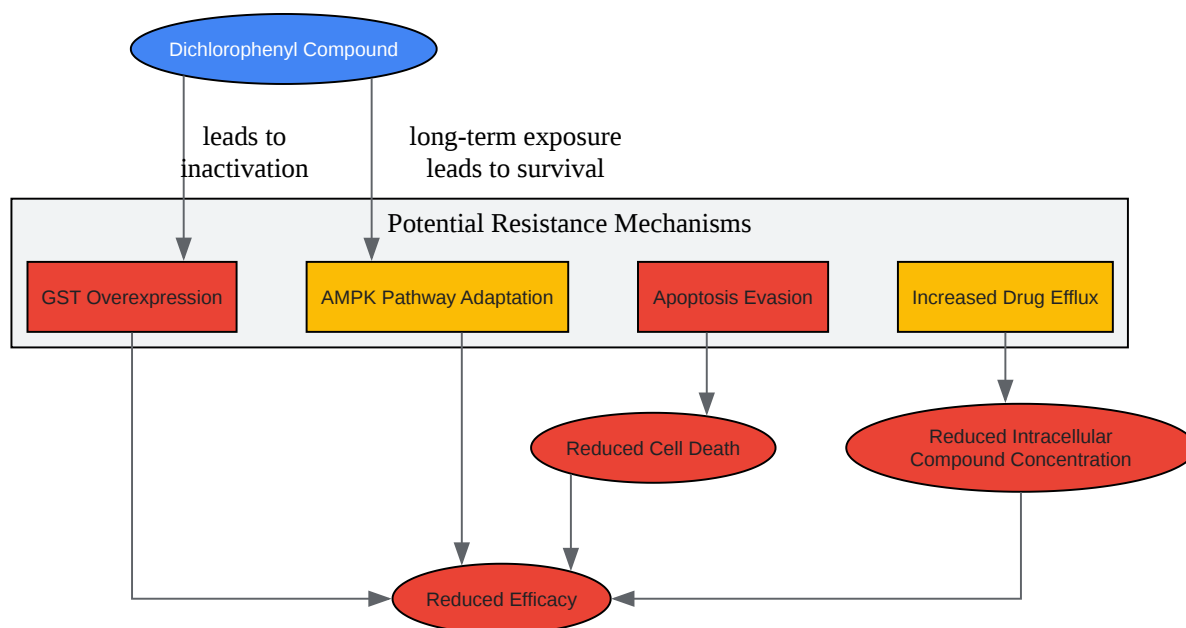 Dichlorophenyl Compound
leads to
inactivation
long-term exposure
leads to survival
Potential Resistance Mechanisms
GST Overexpression
AMPK Pathway Adaptation
Apoptosis Evasion
Increased Drug Efflux
Reduced Cell Death
Reduced Intracellular
Compound Concentration
Reduced Efficacy